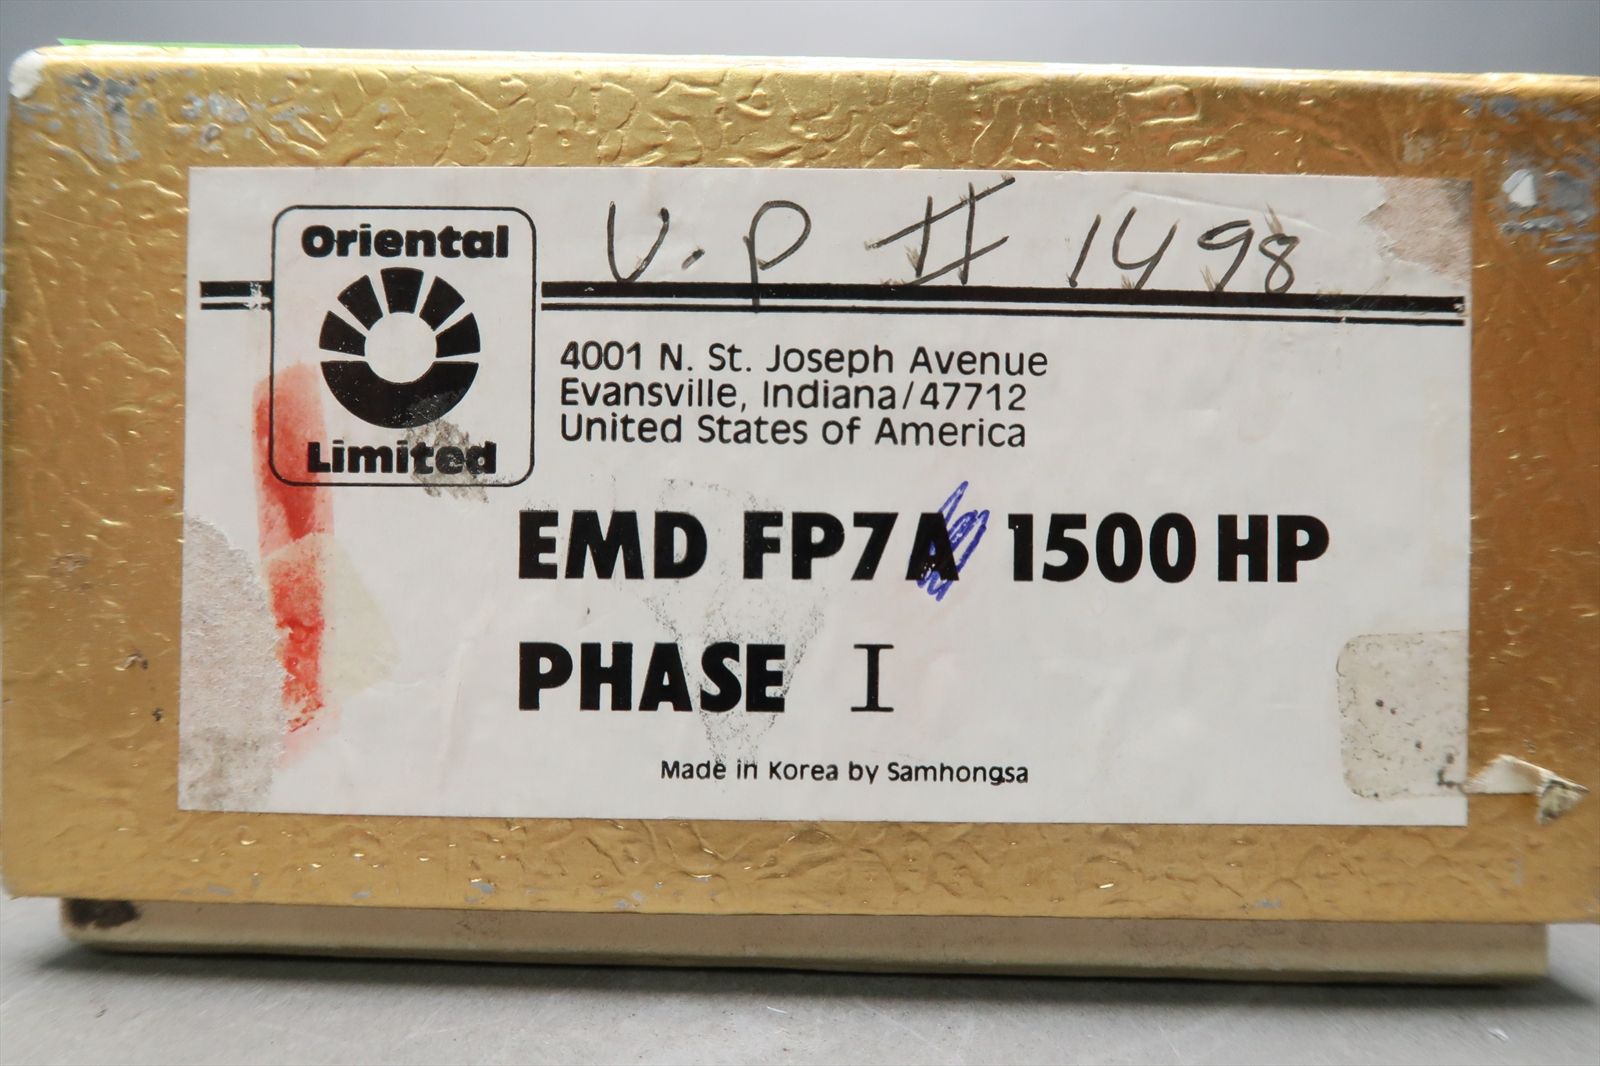 Oriental
Limited
U.P # 1498
4001 N. St. Joseph Avenue
Evansville, Indiana/47712
United States of America
EMD FP7A 1500 HP
PHASE I
Made in Korea by Samhongsa